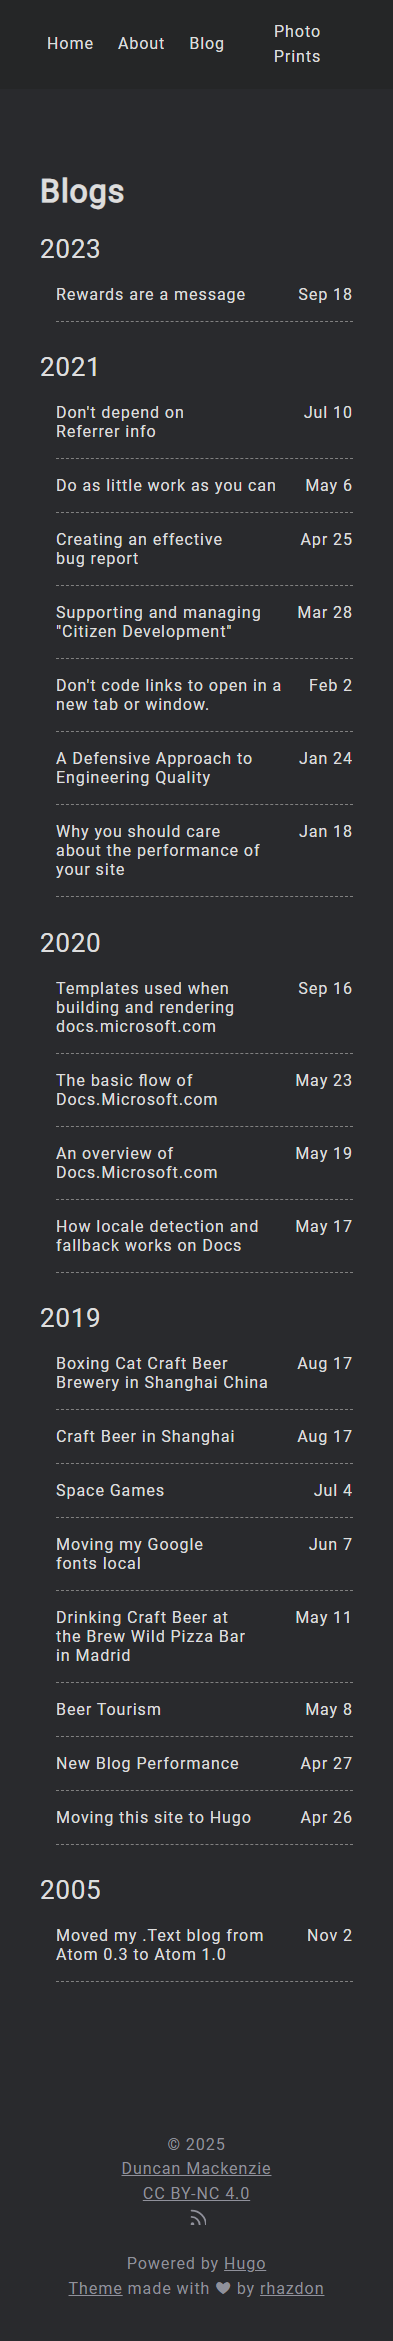 Home About Blog Photo
Prints
Blogs
2023
Rewards are a message Sep 18
2021
Don't depend on Jul 10
Referrer info
Do as little work as you can May 6
Creating an effective Apr 25
bug report
Supporting and managing Mar 28
"Citizen Development"
Don't code links to open in a Feb 2
new tab or window.
A Defensive Approach to Jan 24
Engineering Quality
Why you should care Jan 18
about the performance of
your site
2020
Templates used when Sep 16
building and rendering
docs.microsoft.com
The basic flow of May 23
Docs.Microsoft.com
An overview of May 19
Docs.Microsoft.com
How locale detection and May 17
fallback works on Docs
2019
Boxing Cat Craft Beer Aug 17
Brewery in Shanghai China
Craft Beer in Shanghai Aug 17
Space Games Jul 4
Moving my Google Jun 7
fonts local
Drinking Craft Beer at May 11
the Brew Wild Pizza Bar
in Madrid
Beer Tourism May 8
New Blog Performance Apr 27
Moving this site to Hugo Apr 26
2005
Moved my .Text blog from Nov 2
Atom 0.3 to Atom 1.0
© 2025
Duncan Mackenzie
CC BY-NC 4.0
Powered by Hugo
Theme made with ♥ by rhazdon